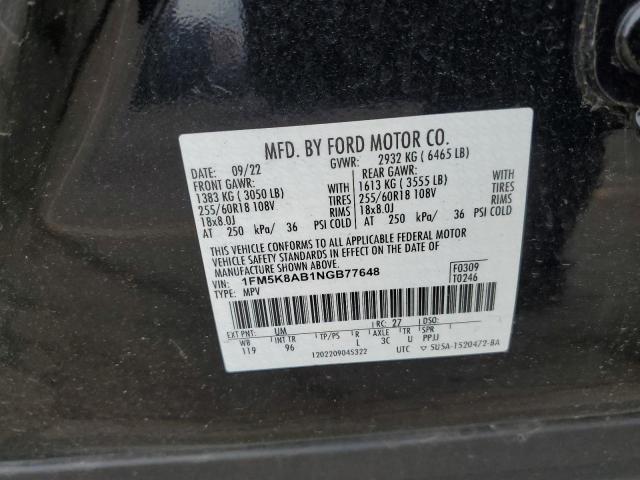 MFD. BY FORD MOTOR CO.
DATE: 09/22 GVWR: 2932 KG ( 6465 LB)
FRONT GAWR: REAR GAWR:
1383 KG ( 3050 LB) WITH 1613 KG ( 3555 LB) WITH
255/60R18 108V TIRES 255/60R18 108V TIRES
18x8.0J RIMS 18x8.0J RIMS
AT 250 kPa/ 36 PSI COLD AT 250 kPa/ 36 PSI COLD
THIS VEHICLE CONFORMS TO ALL APPLICABLE FEDERAL MOTOR
VEHICLE SAFETY STANDARDS IN EFFECT ON THE DATE OF
MANUFACTURE SHOWN ABOVE.
VIN: 1FM5K8AB1NGB77648 F0309
TYPE: MPV T0246
EXT PNT: UM RC: 27 DSO:
WB INT TR TP/PS R AXLE TR SPR
119 96 L 3C U PPJJ
1202209045322 UTC ▽ 5U5A-1520472-BA